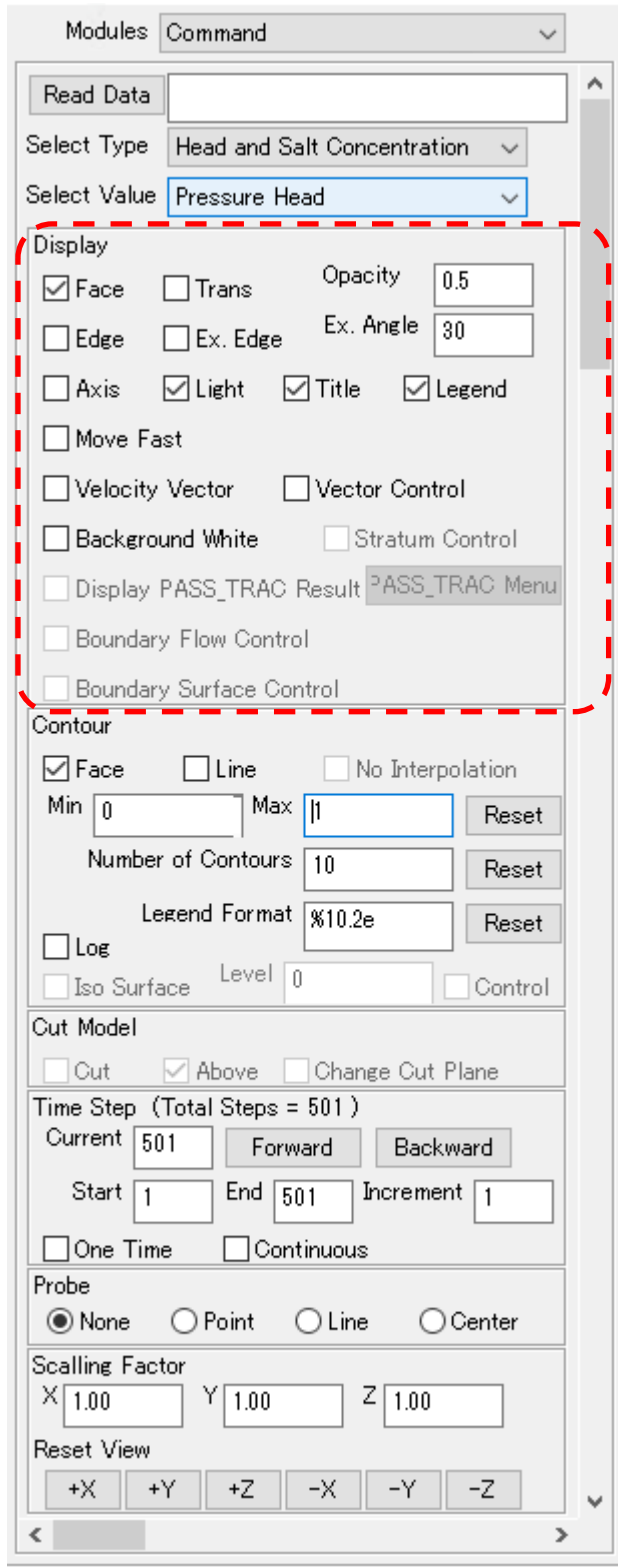 Modules Command
Read Data
Select Type Head and Salt Concentration
Select Value Pressure Head
Display
Face Trans Opacity 0.5
Edge Ex. Edge Ex. Angle 30
Axis Light Title Legend
Move Fast
Velocity Vector Vector Control
Background White Stratum Control
Display PASS_TRAC Result PASS_TRAC Menu
Boundary Flow Control
Boundary Surface Control
Contour
Face Line No Interpolation
Min 0 Max 1 Reset
Number of Contours 10 Reset
Legend Format %10.2e Reset
Log
Iso Surface Level 0 Control
Cut Model
Cut Above Change Cut Plane
Time Step (Total Steps = 501 )
Current 501 Forward Backward
Start 1 End 501 Increment 1
One Time Continuous
Probe
None Point Line Center
Scalling Factor
X 1.00 Y 1.00 Z 1.00
Reset View
+X +Y +Z -X -Y -Z